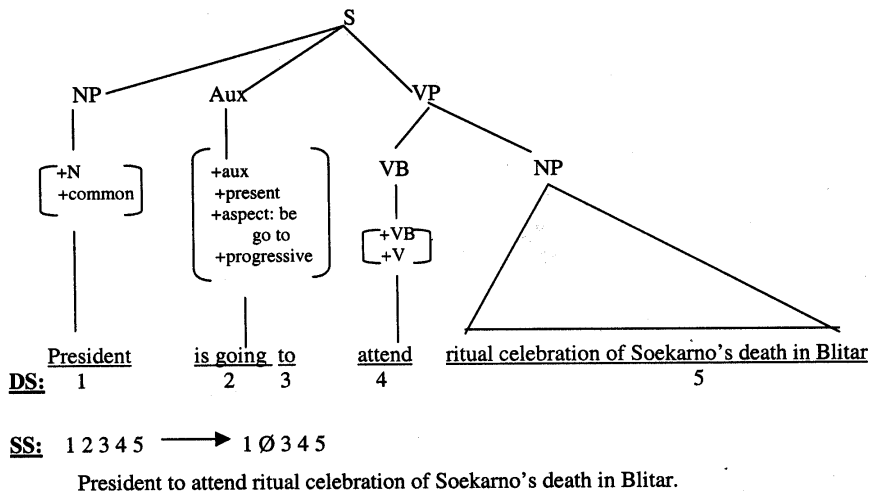 S
NP Aux VP
+N +aux VB NP
+common +present
+aspect: be
go to
+progressive
+VB
+V
President is going to attend ritual celebration of Soekarno's death in Blitar
DS: 1 2 3 4 5
SS: 1 2 3 4 5 → 1 Ø 3 4 5
President to attend ritual celebration of Soekarno's death in Blitar.